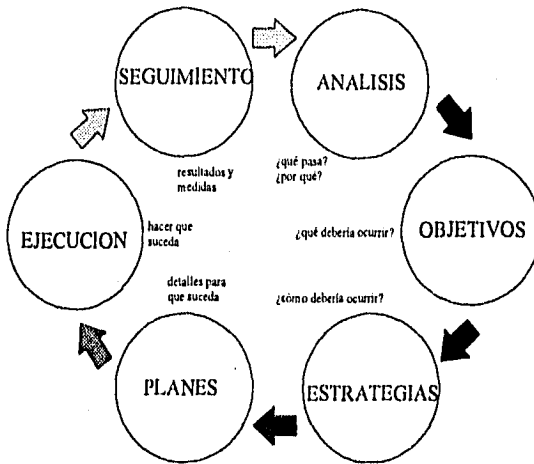 SEGUIMIENTO
ANALISIS
resultados y
medidas
¿qué pasa?
¿por qué?
EJECUCION
hacer que
suceda
¿qué debería ocurrir?
OBJETIVOS
detalles para
que suceda
¿cómo debería ocurrir?
PLANES
ESTRATEGIAS